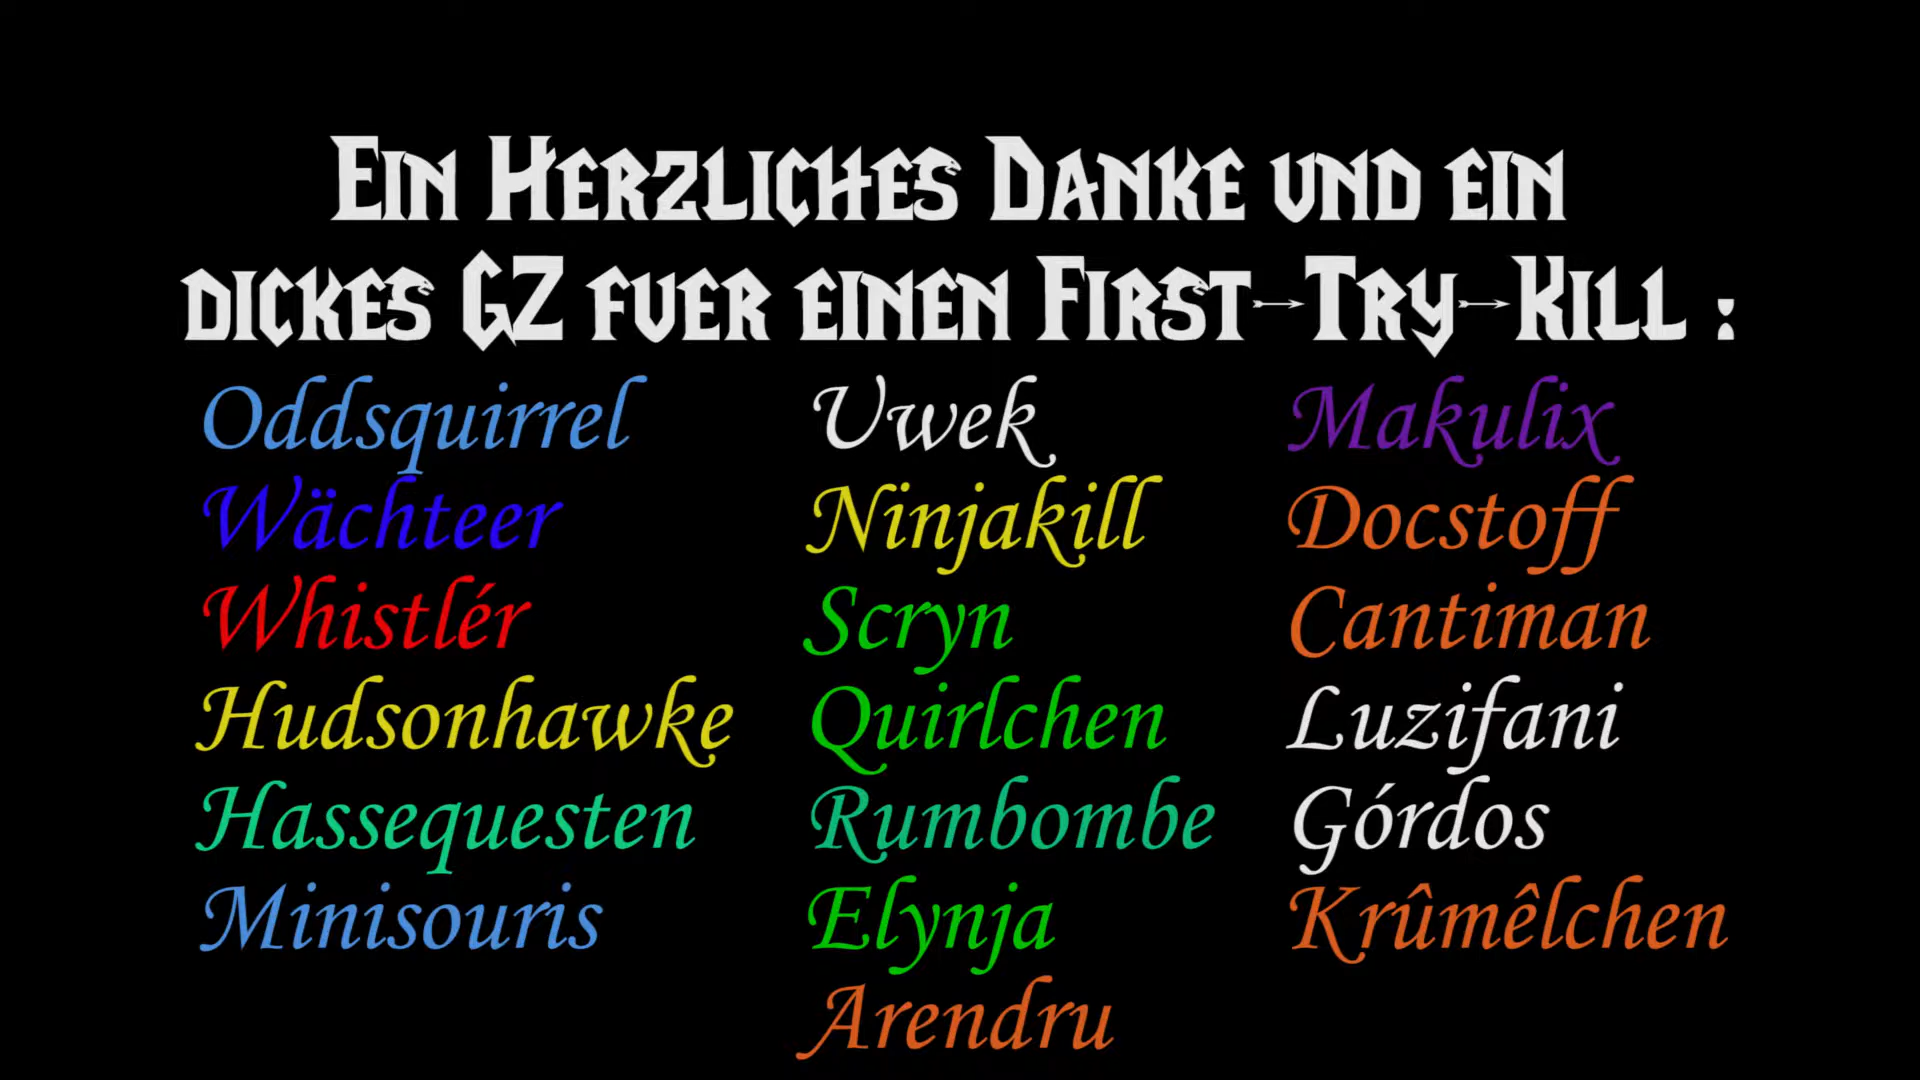 Ein Herzliches Danke und ein
dickes GZ fuer einen First-Try-Kill :
Oddsquirrel
Wächteer
Whistlér
Hudsonhawke
Hassequesten
Minisouris
Uwek
Ninjakill
Scryn
Quirlchen
Rumbombe
Elynja
Arendru
Makulix
Docstoff
Cantiman
Luzifani
Górdos
Krûmêlchen